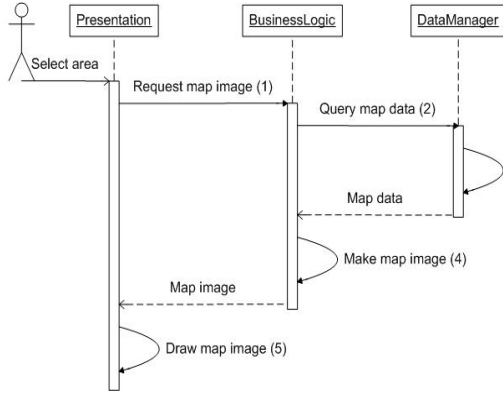 Presentation
BusinessLogic
DataManager
Select area
Request map image (1)
Query map data (2)
Map data
Make map image (4)
Map image
Draw map image (5)